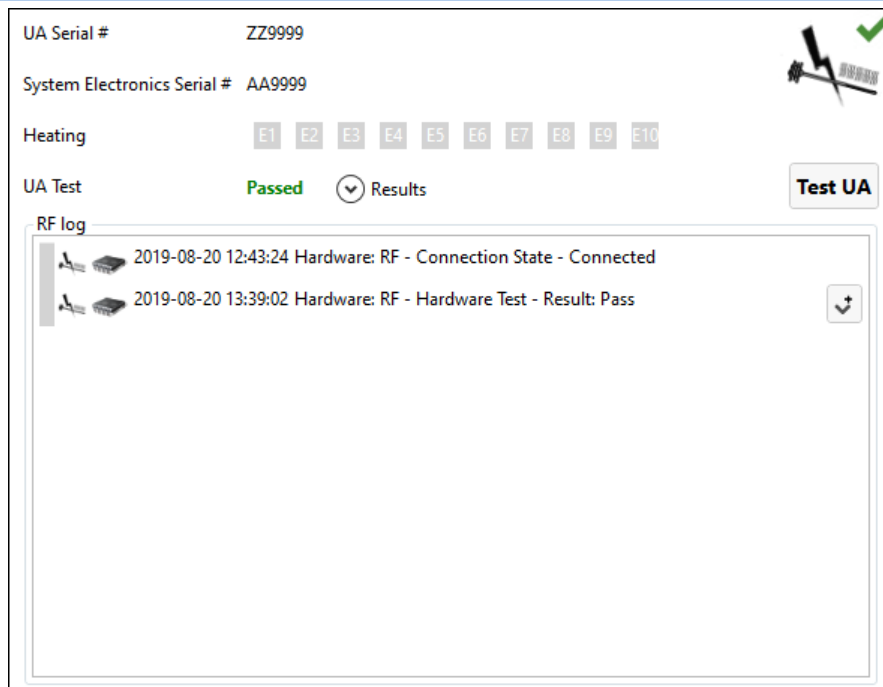 UA Serial # ZZ9999
System Electronics Serial # AA9999
Heating E1 E2 E3 E4 E5 E6 E7 E8 E9 E10
UA Test Passed Results Test UA
RF log
2019-08-20 12:43:24 Hardware: RF - Connection State - Connected
2019-08-20 13:39:02 Hardware: RF - Hardware Test - Result: Pass